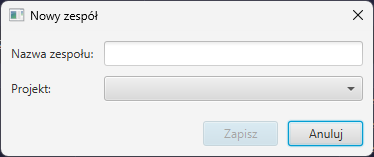 Nowy zespół
Nazwa zespołu:
Projekt:
Zapisz Anuluj